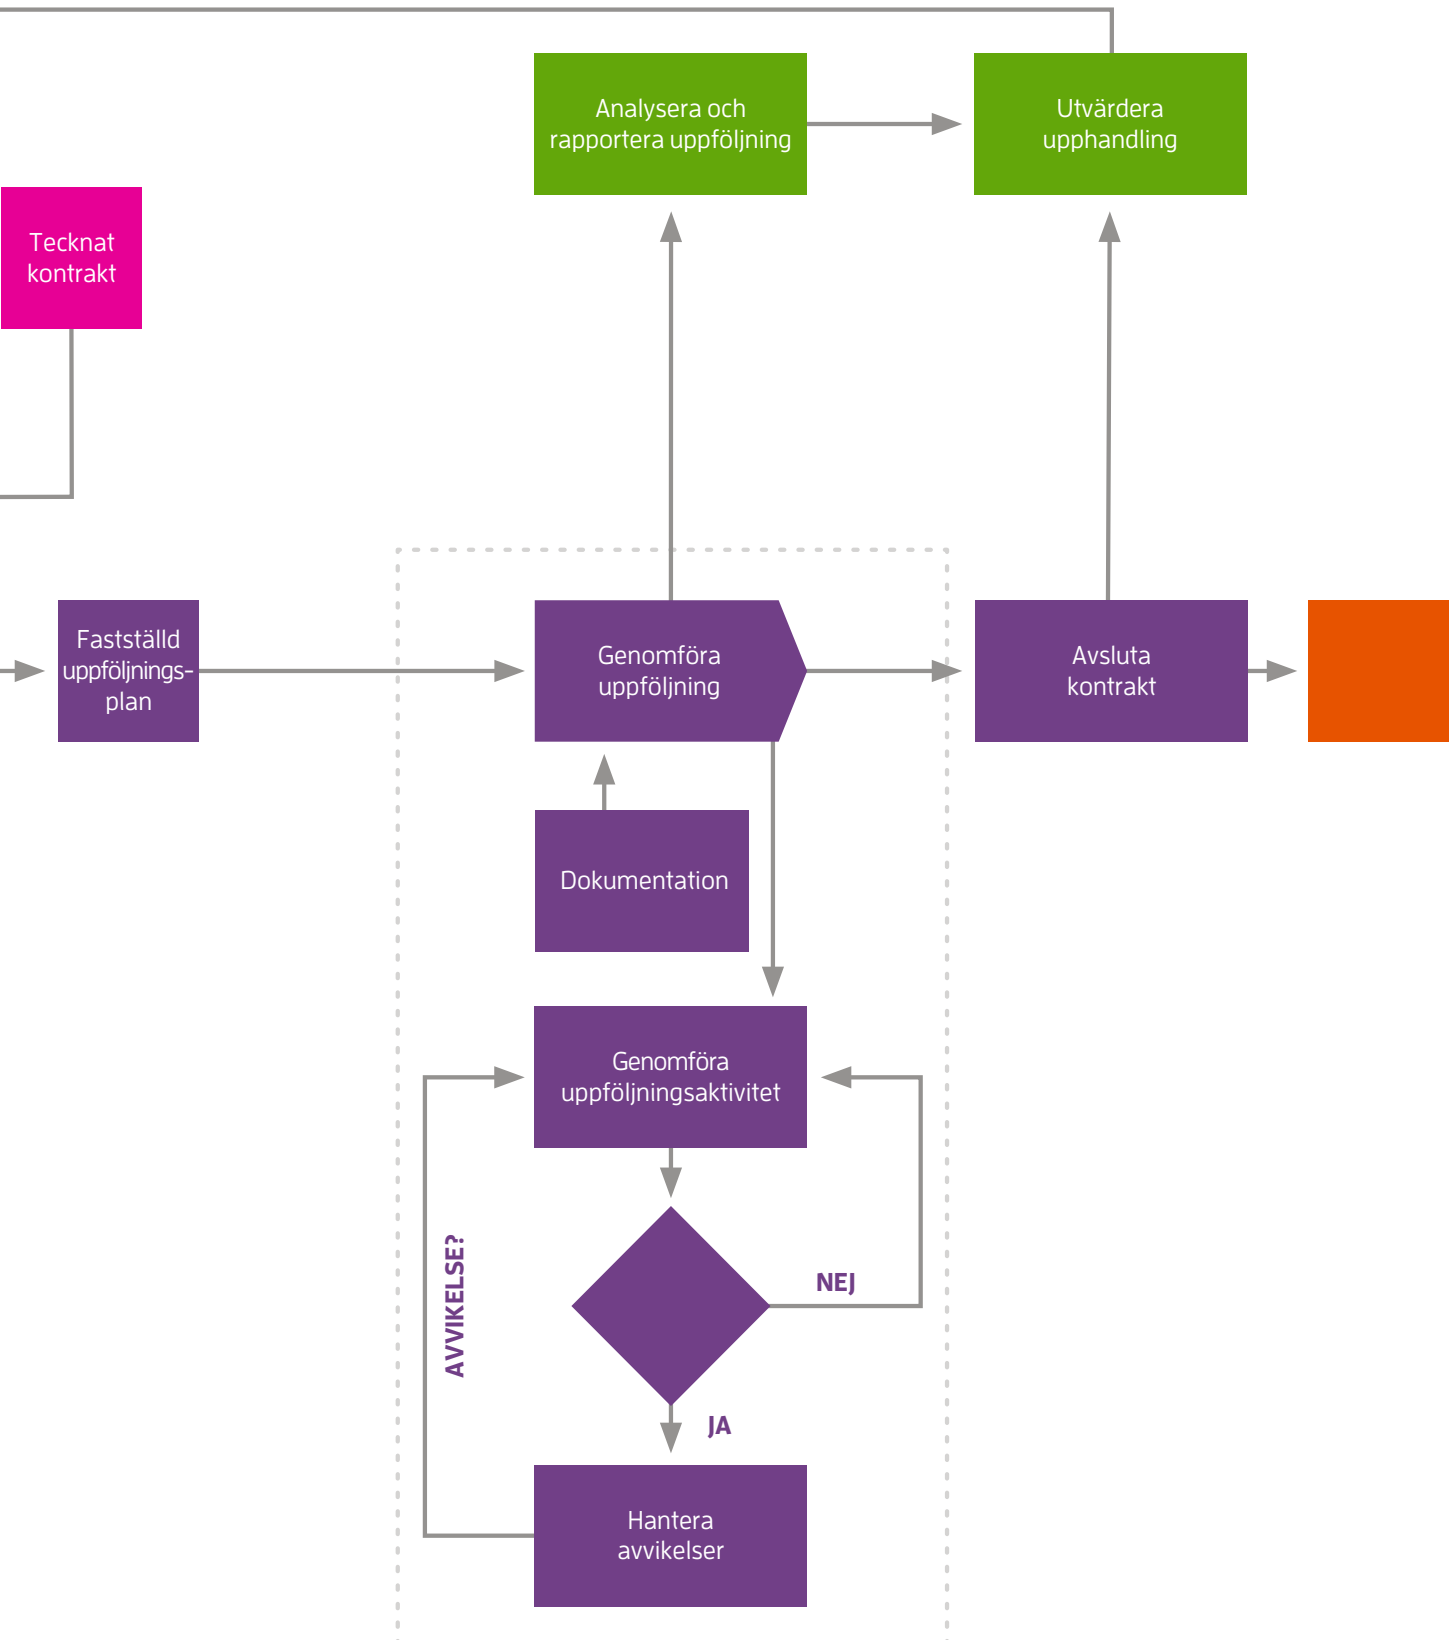 Analysera och
rapportera uppföljning
Utvärdera
upphandling
Tecknat
kontrakt
Fastställd
uppföljnings-
plan
Genomföra
uppföljning
Avsluta
kontrakt
Dokumentation
Genomföra
uppföljningsaktivitet
AVVIKELSE?
NEJ
JA
Hantera
avvikelser